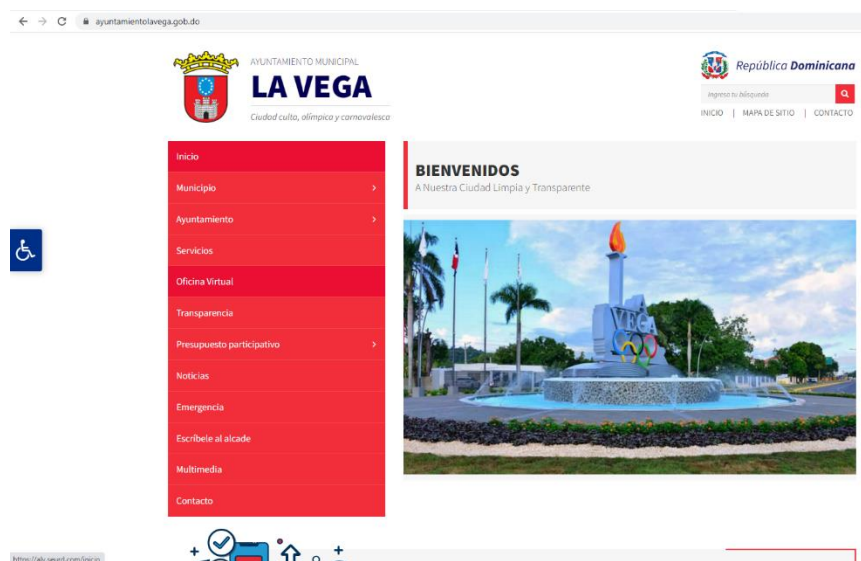 ayuntamientolavega.gob.do
AYUNTAMIENTO MUNICIPAL
LA VEGA
Ciudad culta, olímpica y carnavalesca
República Dominicana
Ingresa tu búsqueda
INICIO | MAPA DE SITIO | CONTACTO
Inicio
Municipio
Ayuntamiento
Servicios
Oficina Virtual
Transparencia
Presupuesto participativo
Noticias
Emergencia
Escríbele al alcade
Multimedia
Contacto
BIENVENIDOS
A Nuestra Ciudad Limpia y Transparente
LA
VEGA